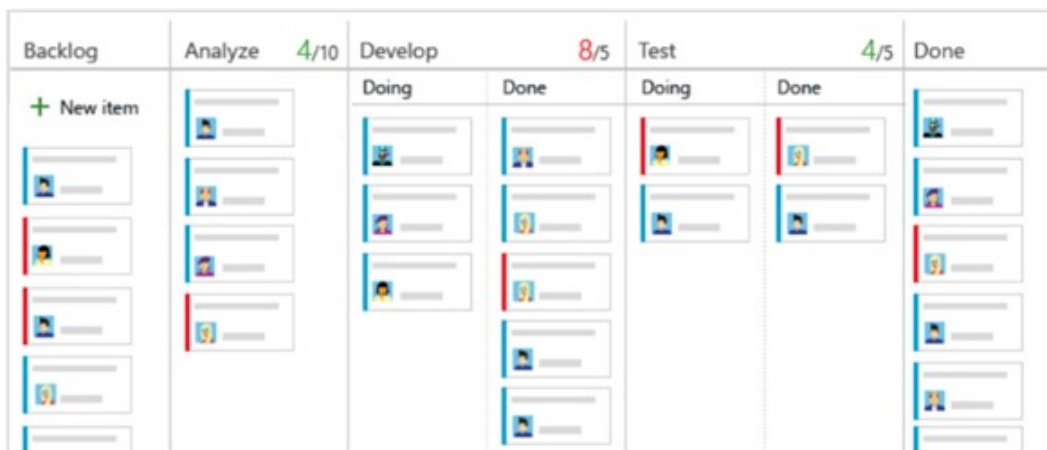 Backlog
Analyze 4/10
Develop 8/5
Test 4/5
Done
Doing
Done
Doing
Done
+ New item